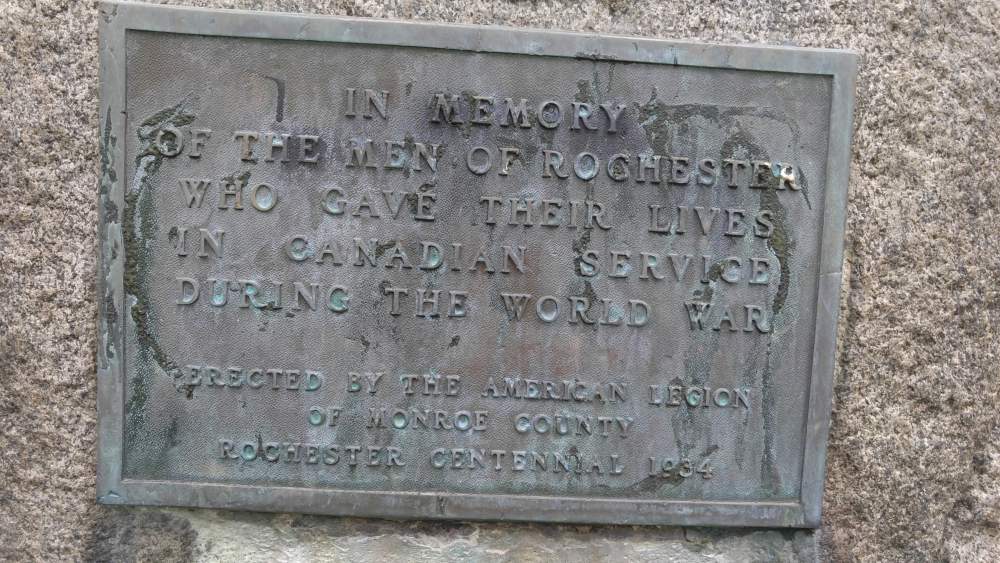 IN MEMORY
OF THE MEN OF ROCHESTER
WHO GAVE THEIR LIVES
IN CANADIAN SERVICE
DURING THE WORLD WAR
ERECTED BY THE AMERICAN LEGION
OF MONROE COUNTY
ROCHESTER CENTENNIAL 1934